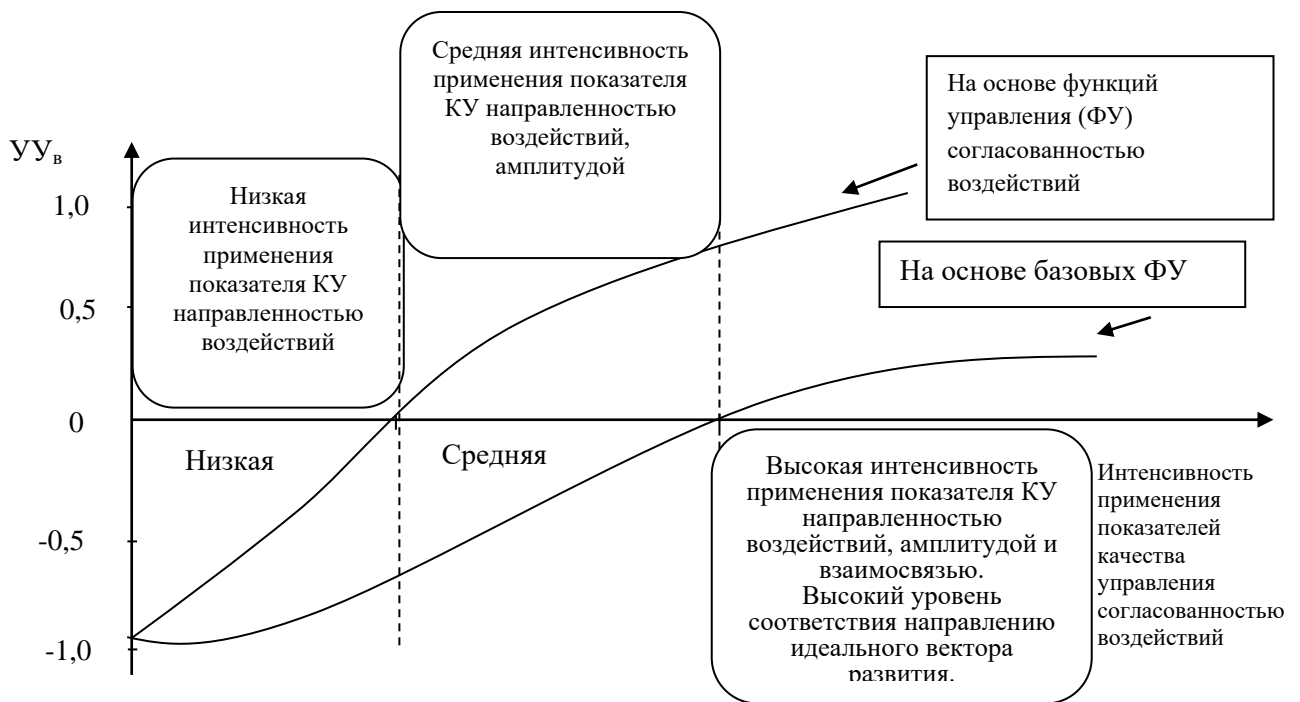 Средняя интенсивность
применения показателя
КУ направленностью
воздействий,
амплитудой
На основе функций
управления (ФУ)
согласованностью
воздействий
УУв
Низкая
интенсивность
применения
показателя КУ
направленностью
воздействий
1,0
0,5
0
-0,5
-1,0
На основе базовых ФУ
Низкая
Средняя
Высокая интенсивность
применения показателя КУ
направленностью
воздействий, амплитудой и
взаимосвязью.
Высокий уровень
соответствия направлению
идеального вектора
развития.
Интенсивность
применения
показателей
качества
управления
согласованностью
воздействий